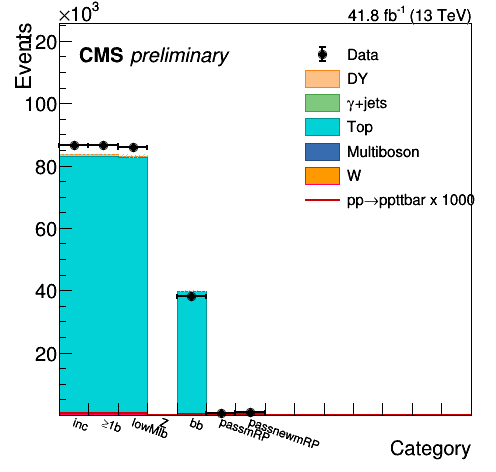 ×10³
41.8 fb⁻¹ (13 TeV)
Events
CMS preliminary
Data
DY
γ+jets
Top
Multiboson
W
pp→ppttbar x 1000
120
100
80
60
40
20
inc
≥1b
lowMlb
Z
bb
passmRP
passnewmRP
Category